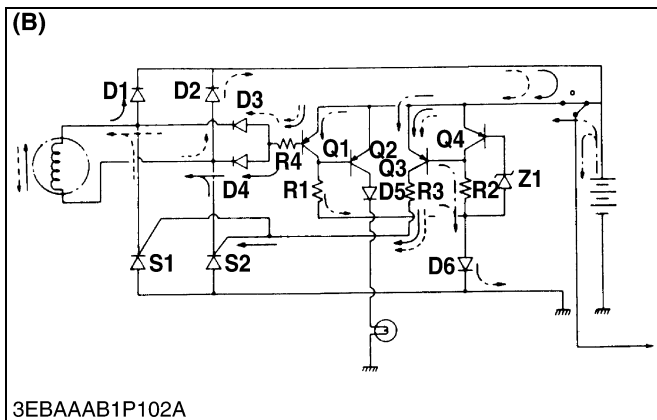 (B)
D1 D2 D3
Q1 Q2 Q4
R4 Q3
D4 R1 D5 R3 R2 Z1
S1 S2 D6
3EBAAAB1P102A